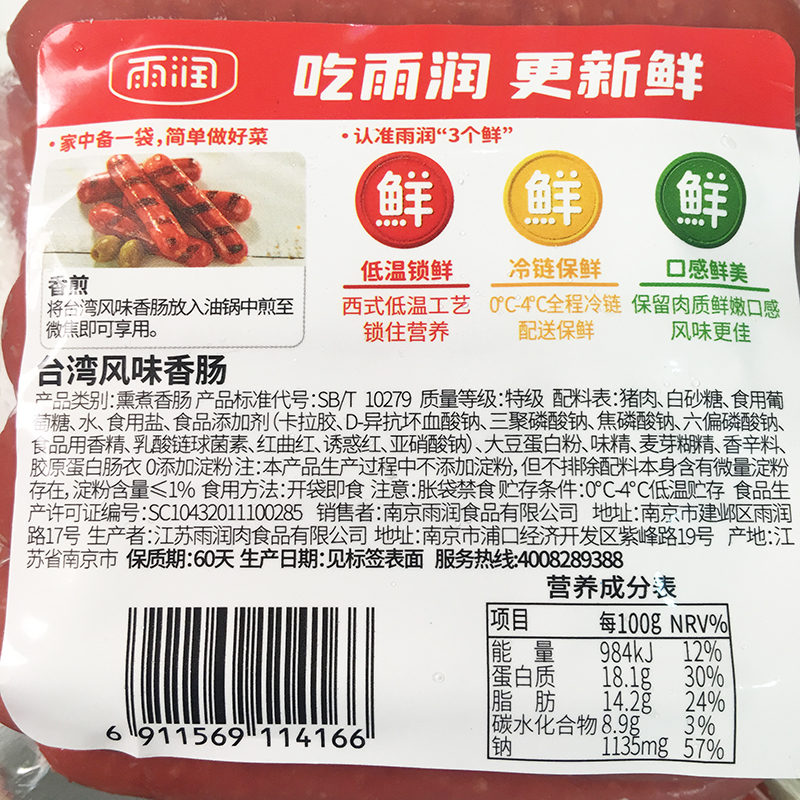 雨润
吃雨润 更新鲜
·家中备一袋,简单做好菜
·认准雨润“3个鲜”
鲜
鲜
鲜
低温锁鲜
冷链保鲜
口感鲜美
西式低温工艺
锁住营养
0°C-4°C全程冷链
配送保鲜
保留肉质鲜嫩口感
风味更佳
香煎
将台湾风味香肠放入油锅中煎至
微焦即可享用。
台湾风味香肠
产品类别:熏煮香肠 产品标准代号:SB/T 10279 质量等级:特级 配料表:猪肉、白砂糖、食用葡
萄糖、水、食用盐、食品添加剂(卡拉胶、D-异抗坏血酸钠、三聚磷酸钠、焦磷酸钠、六偏磷酸钠、
食品用香精、乳酸链球菌素、红曲红、诱惑红、亚硝酸钠)、大豆蛋白粉、味精、麦芽糊精、香辛料、
胶原蛋白肠衣 0添加淀粉 注:本产品生产过程中不添加淀粉,但不排除配料本身含有微量淀粉
存在,淀粉含量≤1% 食用方法:开袋即食 注意:胀袋禁食 贮存条件:0°C-4°C低温贮存 食品生
产许可证编号:SC10432011100285 销售者:南京雨润食品有限公司 地址:南京市建邺区雨润
路17号 生产者:江苏雨润肉食品有限公司 地址:南京市浦口经济开发区紫峰路19号 产地:江
苏省南京市 保质期:60天 生产日期:见标签表面 服务热线:4008289388
营养成分表
项目 每100g NRV%
能 量 984kJ 12%
蛋白质 18.1g 30%
脂 肪 14.2g 24%
碳水化合物 8.9g 3%
钠 1135mg 57%
6 911569 114166